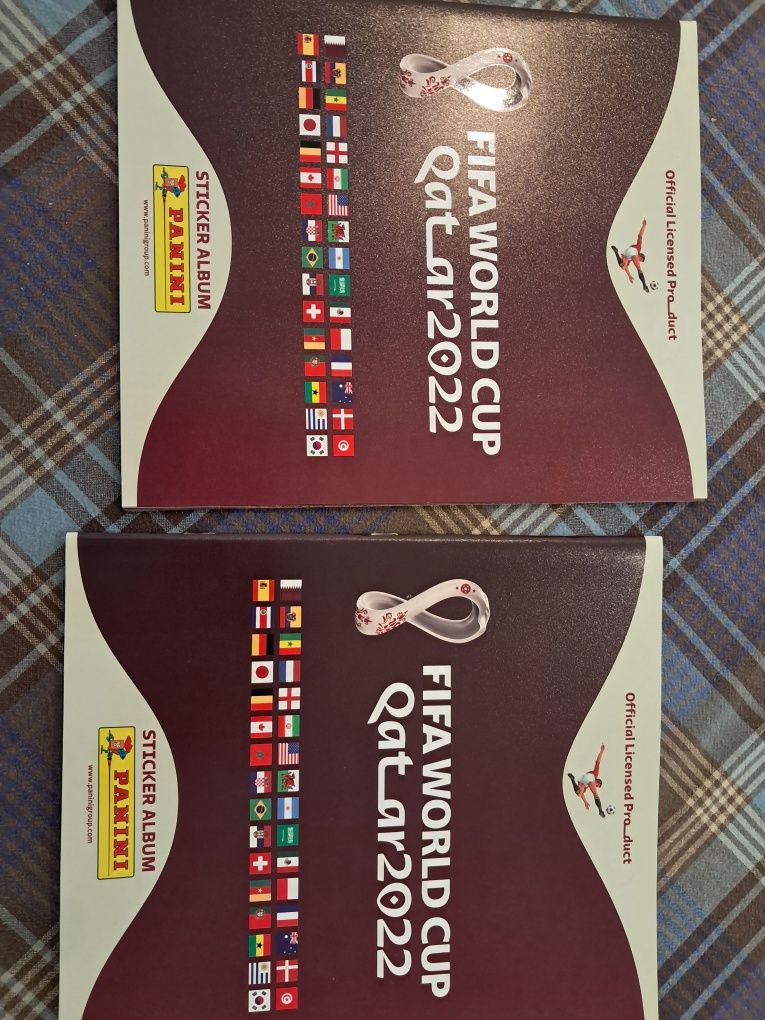 Official Licensed Product
FIFA WORLD CUP
Qatar2022
STICKER ALBUM
PANINI
www.paninigroup.com
Official Licensed Product
FIFA WORLD CUP
Qatar2022
STICKER ALBUM
PANINI
www.paninigroup.com